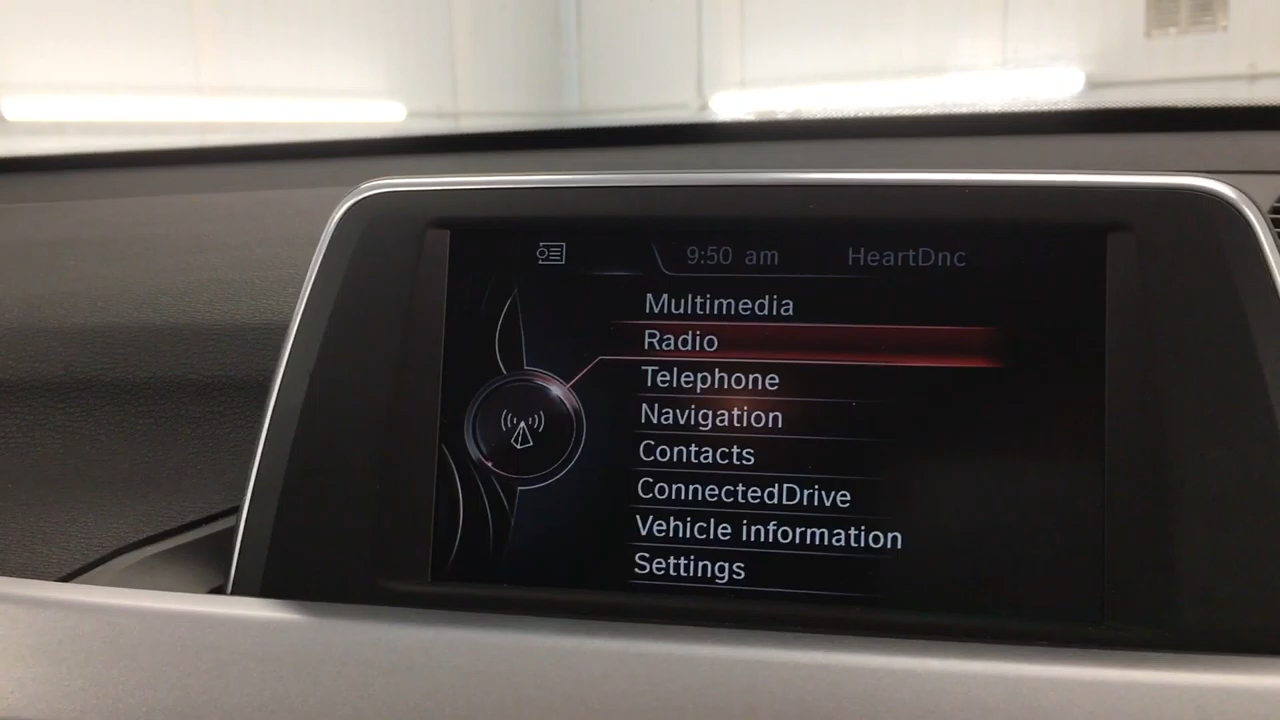 9:50 am HeartDnc
Multimedia
Radio
Telephone
Navigation
Contacts
ConnectedDrive
Vehicle information
Settings